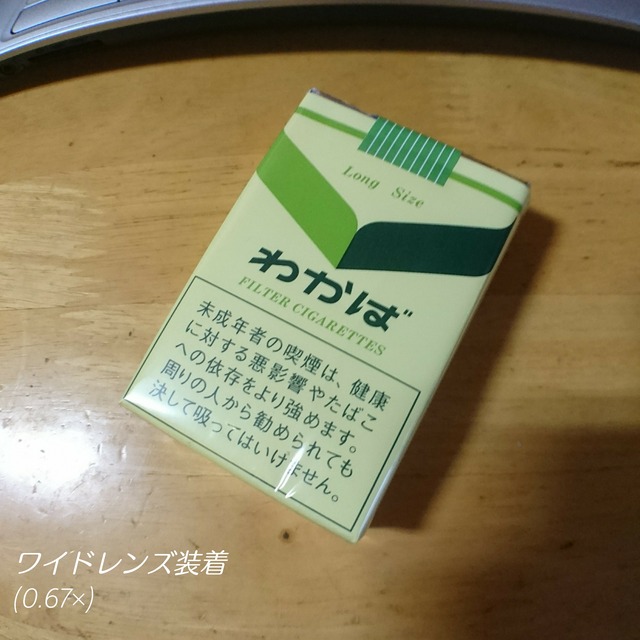 Long Size
わかば
FILTER CIGARETTES
未成年者の喫煙は、健康
に対する悪影響やたばこ
への依存をより強めます。
周りの人から勧められても
決して吸ってはいけません。
ワイドレンズ装着
(0.67×)